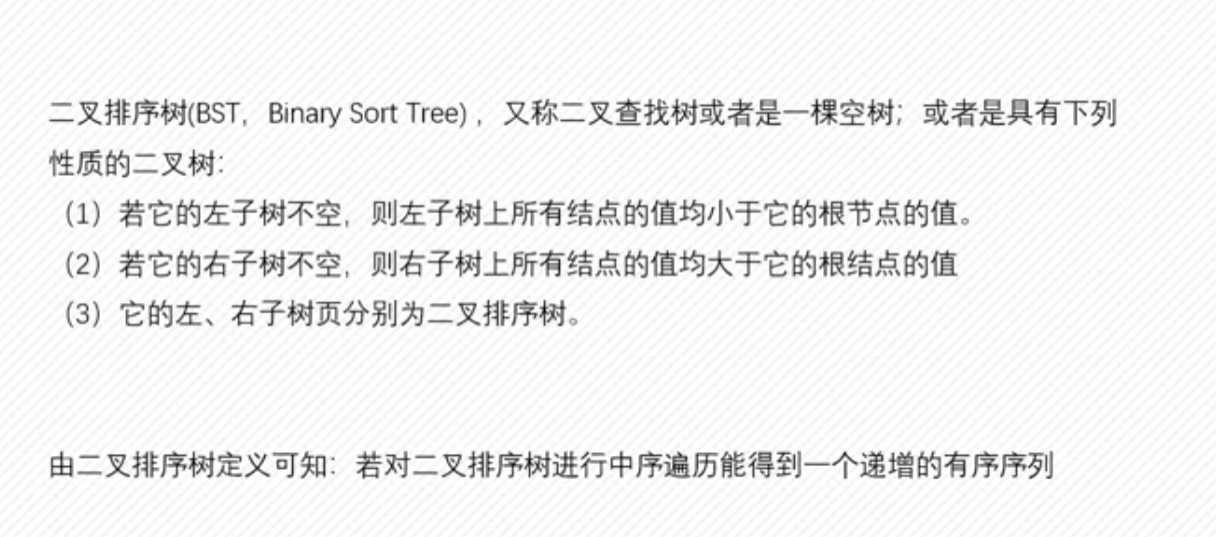 二叉排序树(BST，Binary Sort Tree) ，又称二叉查找树或者是一棵空树；或者是具有下列
性质的二叉树：
（1）若它的左子树不空，则左子树上所有结点的值均小于它的根节点的值。
（2）若它的右子树不空，则右子树上所有结点的值均大于它的根结点的值
（3）它的左、右子树页分别为二叉排序树。
由二叉排序树定义可知：若对二叉排序树进行中序遍历能得到一个递增的有序序列